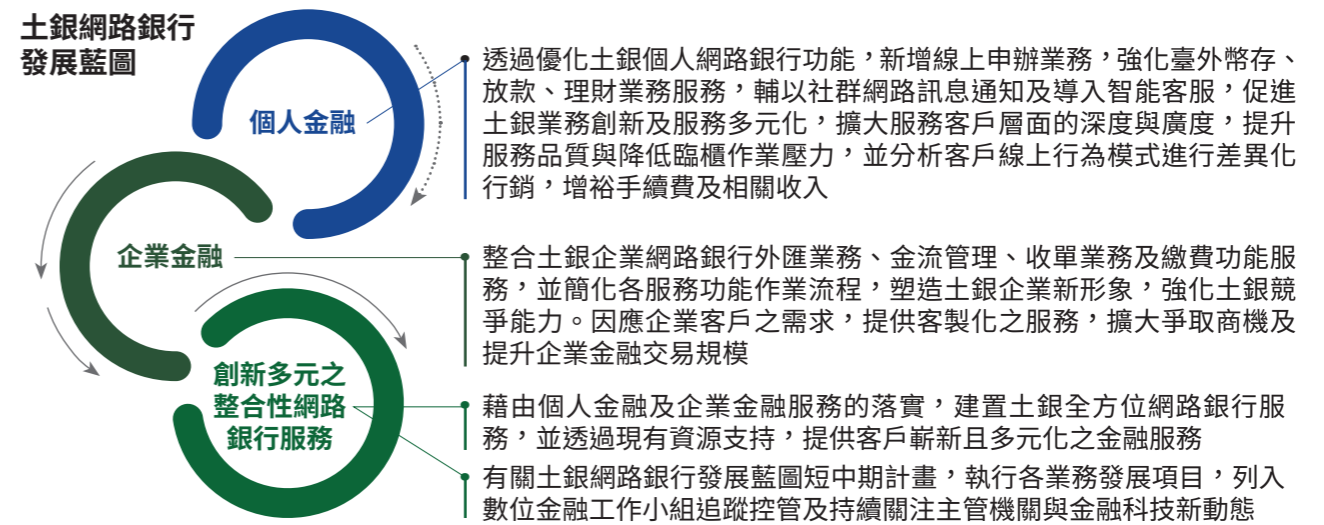 土銀網路銀行
發展藍圖
個人金融
透過優化土銀個人網路銀行功能，新增線上申辦業務，強化臺外幣存、
放款、理財業務服務，輔以社群網路訊息通知及導入智能客服，促進
土銀業務創新及服務多元化，擴大服務客戶層面的深度與廣度，提升
服務品質與降低臨櫃作業壓力，並分析客戶線上行為模式進行差異化
行銷，增裕手續費及相關收入
企業金融
整合土銀企業網路銀行外匯業務、金流管理、收單業務及繳費功能服
務，並簡化各服務功能作業流程，塑造土銀企業新形象，強化土銀競
爭能力。因應企業客戶之需求，提供客製化之服務，擴大爭取商機及
提升企業金融交易規模
創新多元之
整合性網路
銀行服務
藉由個人金融及企業金融服務的落實，建置土銀全方位網路銀行服
務，並透過現有資源支持，提供客戶嶄新且多元化之金融服務
有關土銀網路銀行發展藍圖短中期計畫，執行各業務發展項目，列入
數位金融工作小組追蹤控管及持續關注主管機關與金融科技新動態